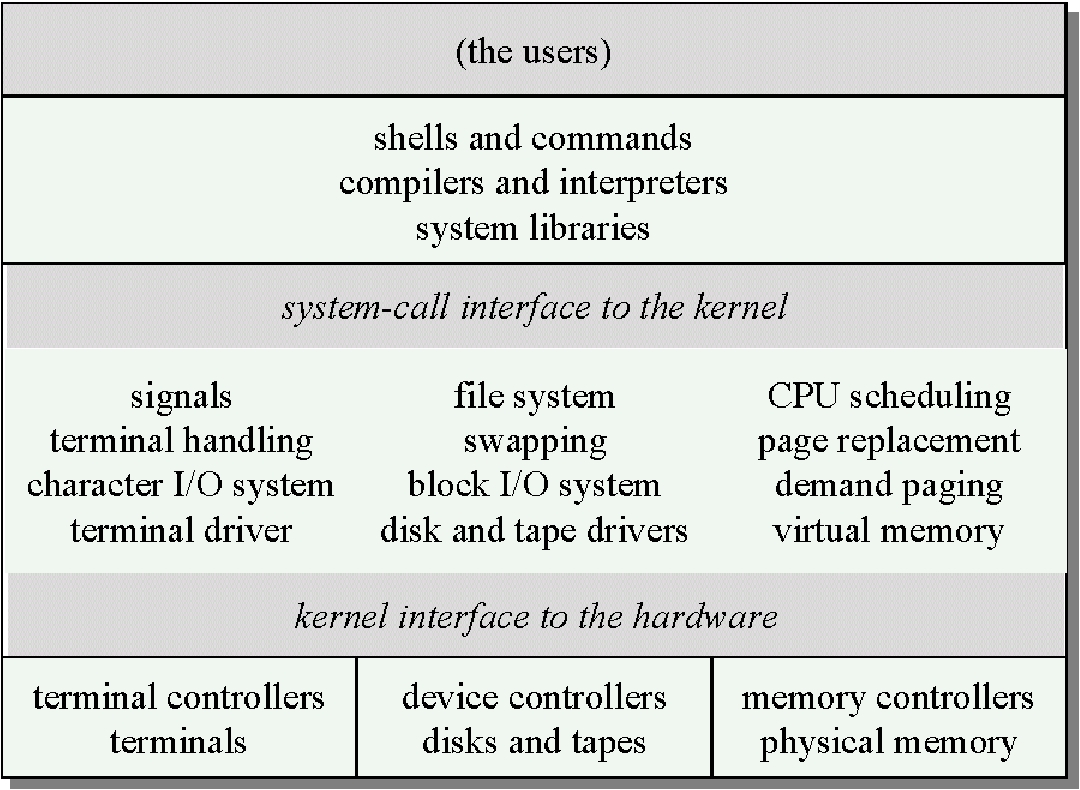 (the users)
shells and commands
compilers and interpreters
system libraries
system-call interface to the kernel
signals
terminal handling
character I/O system
terminal driver
file system
swapping
block I/O system
disk and tape drivers
CPU scheduling
page replacement
demand paging
virtual memory
kernel interface to the hardware
terminal controllers
terminals
device controllers
disks and tapes
memory controllers
physical memory